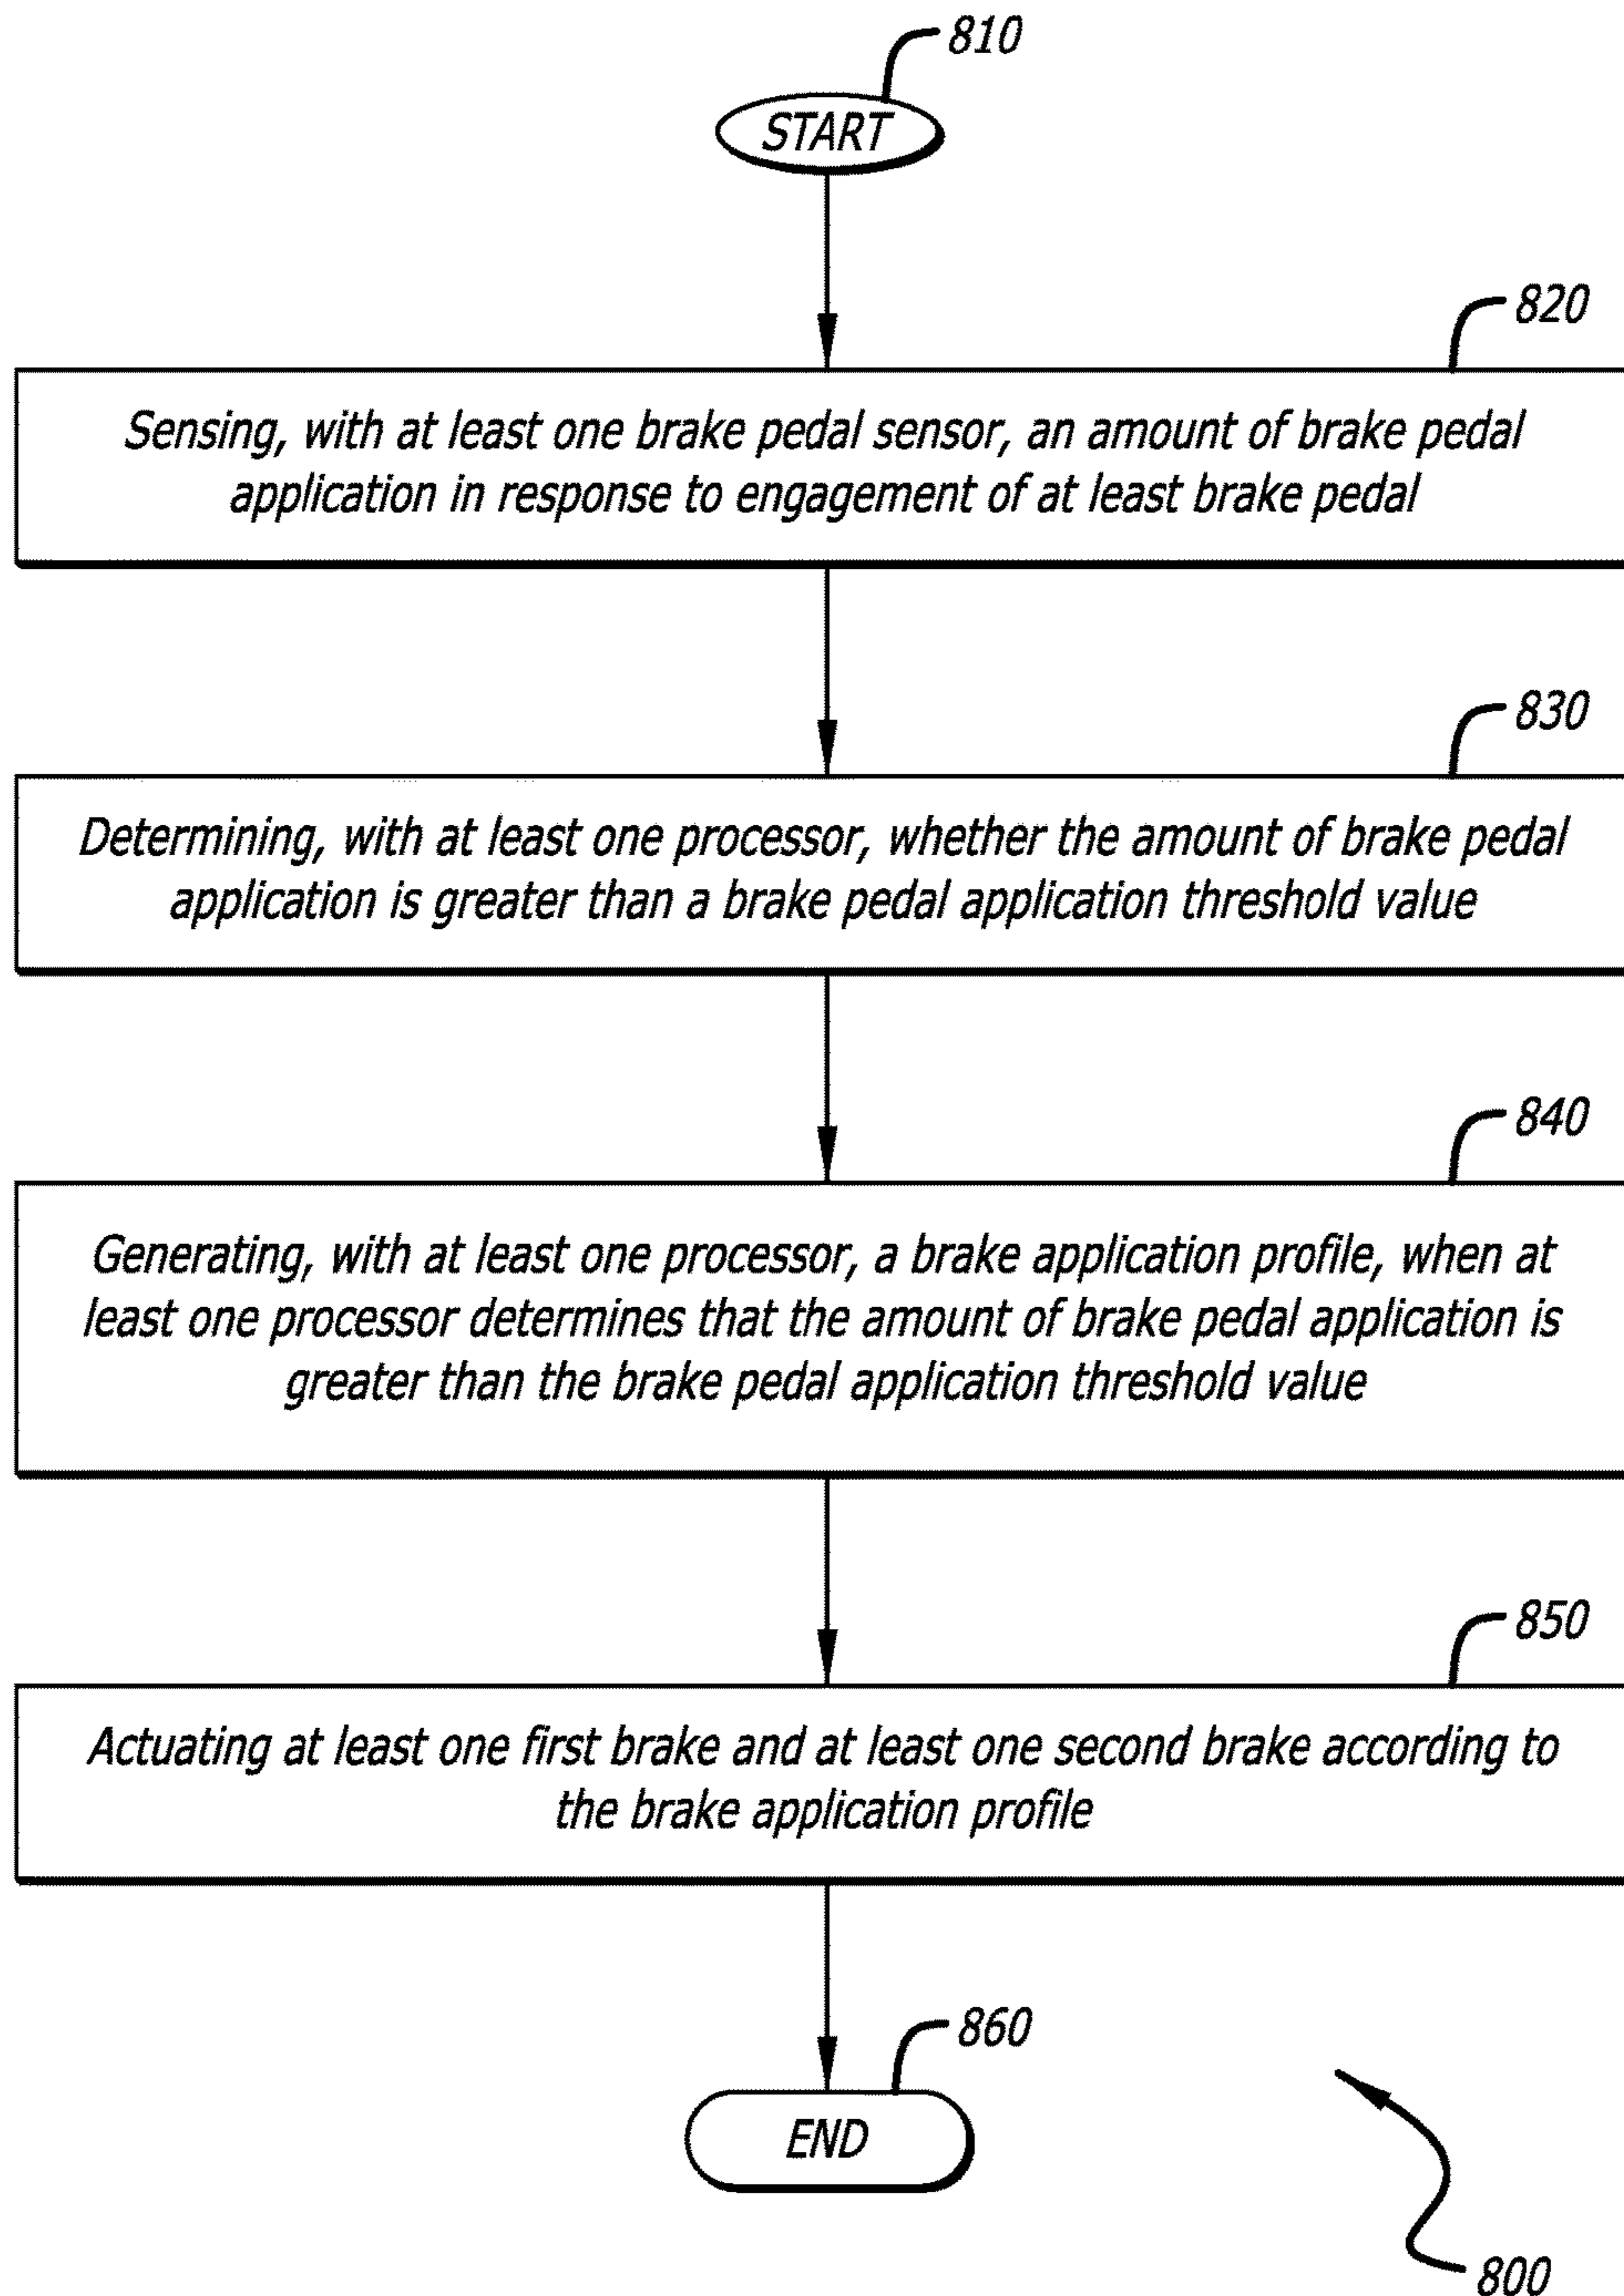 810
START
820
Sensing, with at least one brake pedal sensor, an amount of brake pedal
application in response to engagement of at least brake pedal
830
Determining, with at least one processor, whether the amount of brake pedal
application is greater than a brake pedal application threshold value
840
Generating, with at least one processor, a brake application profile, when at
least one processor determines that the amount of brake pedal application is
greater than the brake pedal application threshold value
850
Actuating at least one first brake and at least one second brake according to
the brake application profile
860
END
800